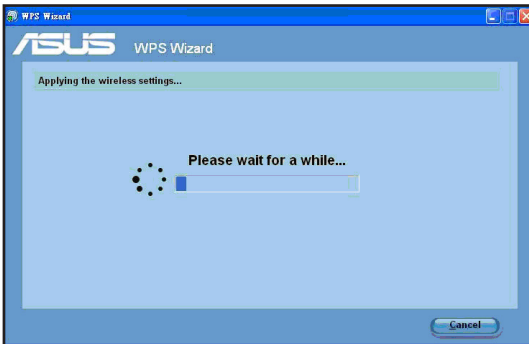 WPS Wizard
ASUS WPS Wizard
Applying the wireless settings...
Please wait for a while...
Cancel